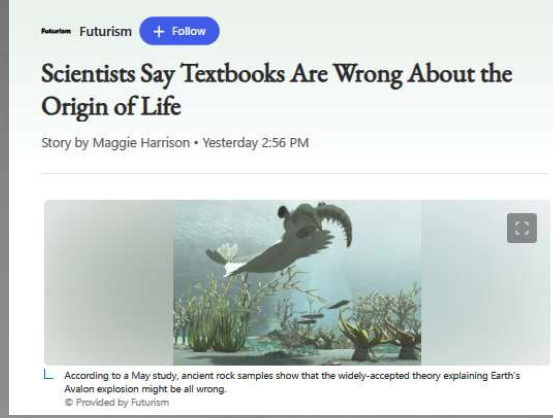 Futurism Futurism + Follow
Scientists Say Textbooks Are Wrong About the
Origin of Life
Story by Maggie Harrison • Yesterday 2:56 PM
According to a May study, ancient rock samples show that the widely-accepted theory explaining Earth's
Avalon explosion might be all wrong.
© Provided by Futurism